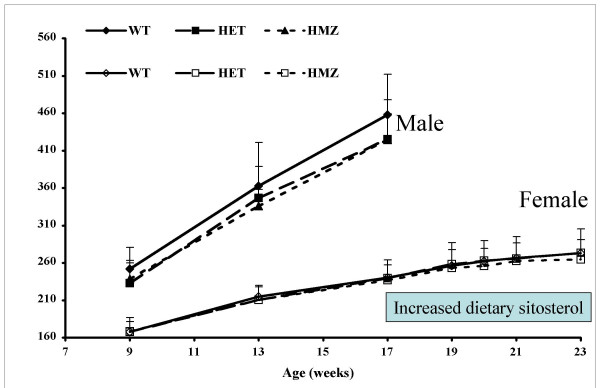 560 WT HET HMZ
510 WT HET HMZ
460
Male
410
360
310
Female
260
210
Increased dietary sitosterol
160
7 9 11 13 15 17 19 21 23
Age (weeks)